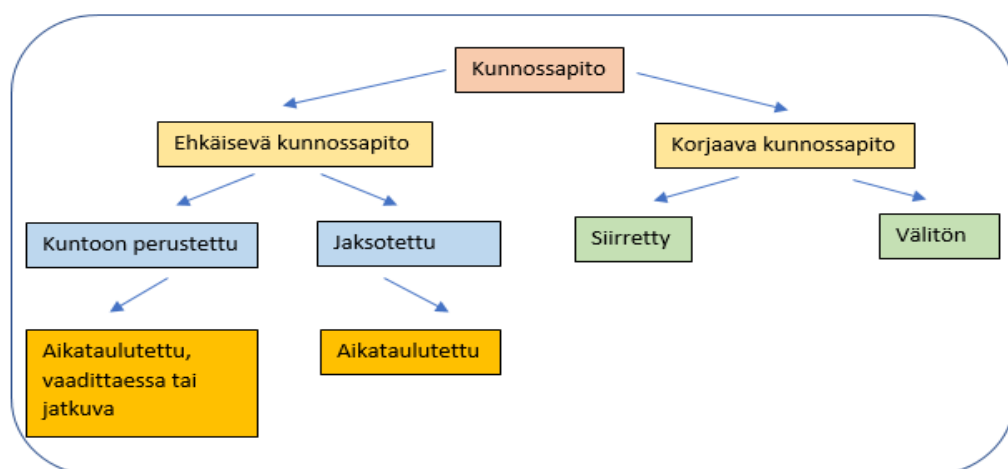 Kunnossapito
Ehkäisevä kunnossapito
Korjaava kunnossapito
Kuntoon perustettu
Jaksotettu
Siirretty
Välitön
Aikataulutettu,
vaadittaessa tai
jatkuva
Aikataulutettu